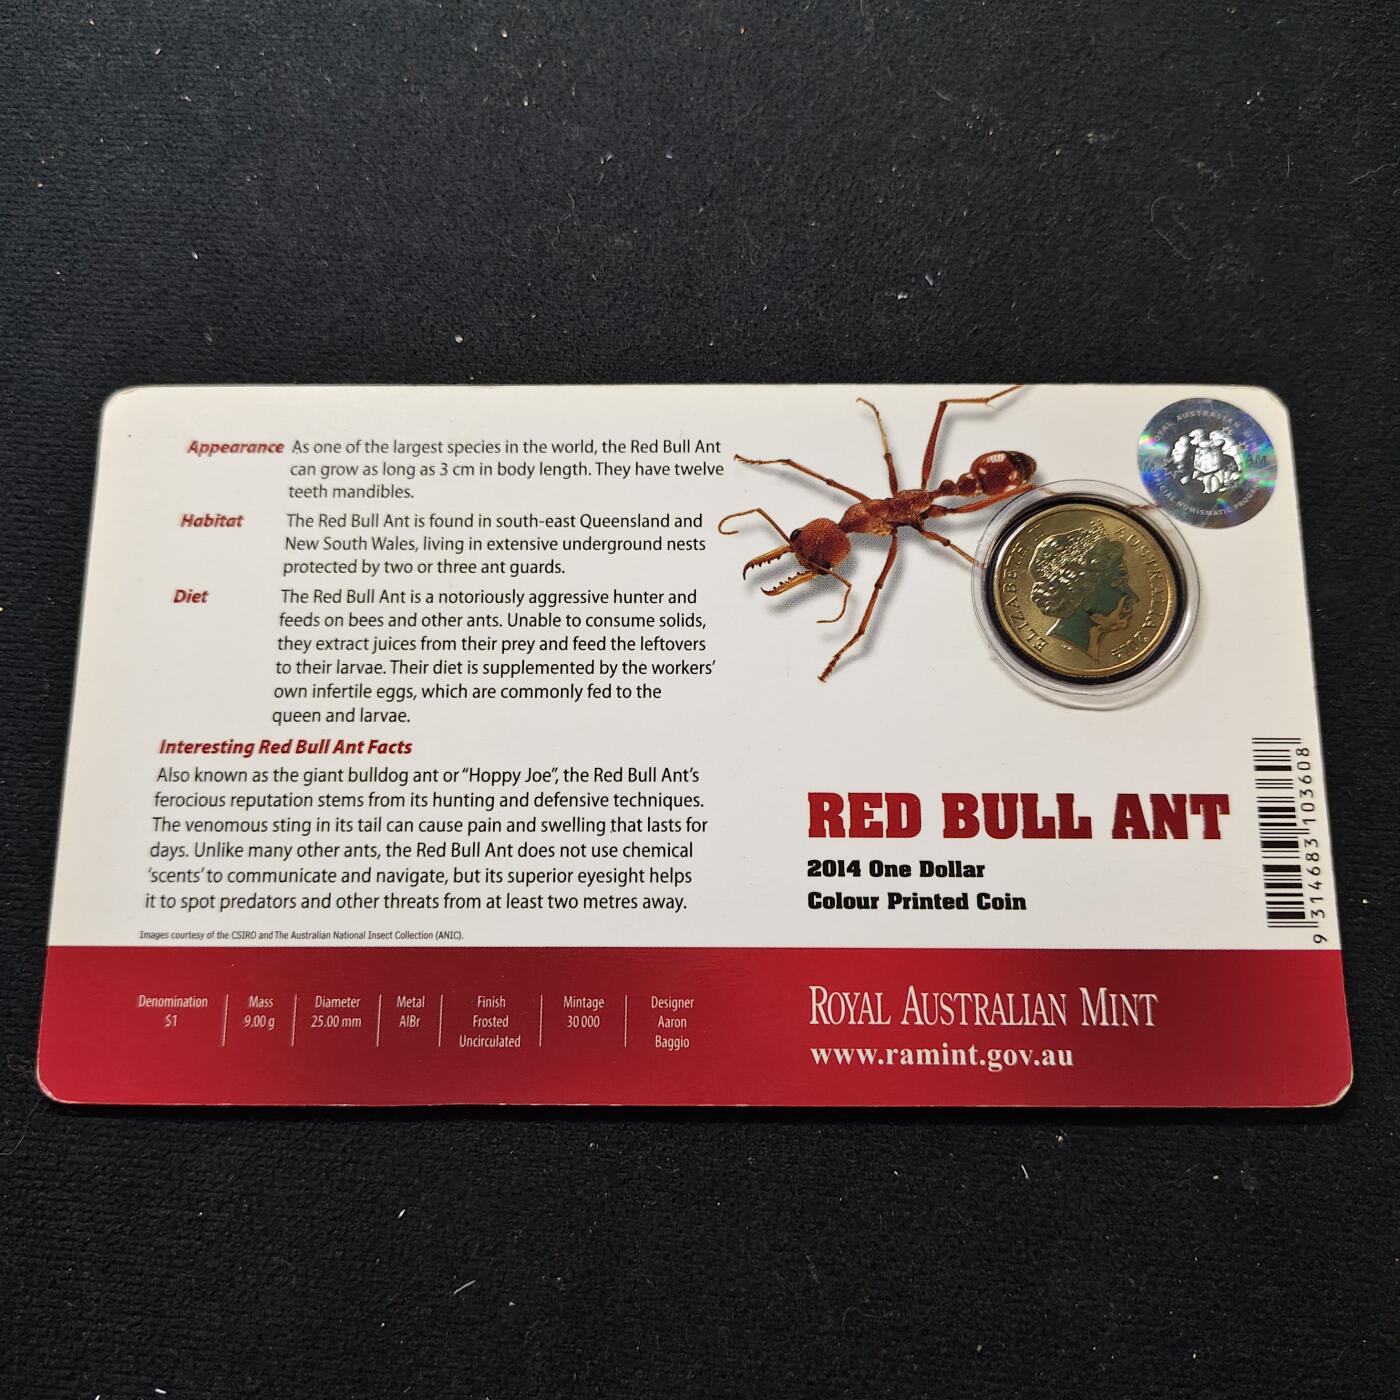 Appearance As one of the largest species in the world, the Red Bull Ant
can grow as long as 3 cm in body length. They have twelve
teeth mandibles.
Habitat The Red Bull Ant is found in south-east Queensland and
New South Wales, living in extensive underground nests
protected by two or three ant guards.
Diet The Red Bull Ant is a notoriously aggressive hunter and
feeds on bees and other ants. Unable to consume solids,
they extract juices from their prey and feed the leftovers
to their larvae. Their diet is supplemented by the workers’
own infertile eggs, which are commonly fed to the
queen and larvae.
Interesting Red Bull Ant Facts
Also known as the giant bulldog ant or “Hoppy Joe”, the Red Bull Ant’s
ferocious reputation stems from its hunting and defensive techniques.
The venomous sting in its tail can cause pain and swelling that lasts for
days. Unlike many other ants, the Red Bull Ant does not use chemical
‘scents’ to communicate and navigate, but its superior eyesight helps
it to spot predators and other threats from at least two metres away.
Images courtesy of the CSIRO and The Australian National Insect Collection (ANIC).
Denomination
$1
Mass
9.00 g
Diameter
25.00 mm
Metal
AlBr
Finish
Frosted
Uncirculated
Mintage
30 000
Designer
Aaron
Baggio
ELIZABETH II AUSTRALIA 2014
RED BULL ANT
2014 One Dollar
Colour Printed Coin
9 314683 103608
ROYAL AUSTRALIAN MINT
www.ramint.gov.au